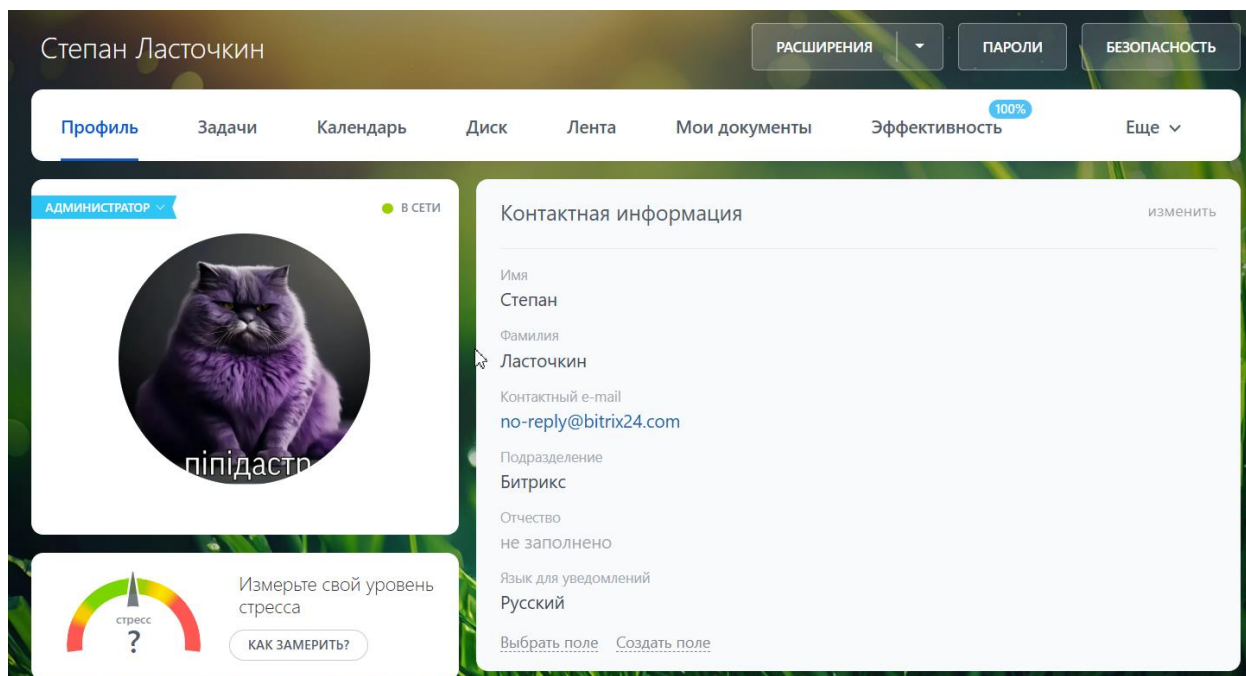 Степан Ласточкин
РАСШИРЕНИЯ
ПАРОЛИ
БЕЗОПАСНОСТЬ
Профиль
Задачи
Календарь
Диск
Лента
Мои документы
Эффективность
100%
Еще
АДМИНИСТРАТОР
В СЕТИ
піпідастр
Контактная информация
изменить
Имя
Степан
Фамилия
Ласточкин
Контактный e-mail
no-reply@bitrix24.com
Подразделение
Битрикс
Отчество
не заполнено
Язык для уведомлений
Русский
Выбрать поле Создать поле
Измерьте свой уровень
стресса
КАК ЗАМЕРИТЬ?
стресс
?